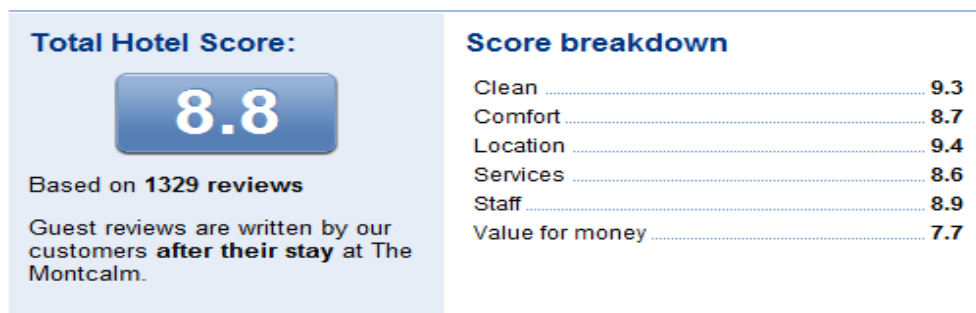 Total Hotel Score:
8.8
Based on 1329 reviews
Guest reviews are written by our
customers after their stay at The
Montcalm.
Score breakdown
Clean 9.3
Comfort 8.7
Location 9.4
Services 8.6
Staff 8.9
Value for money 7.7